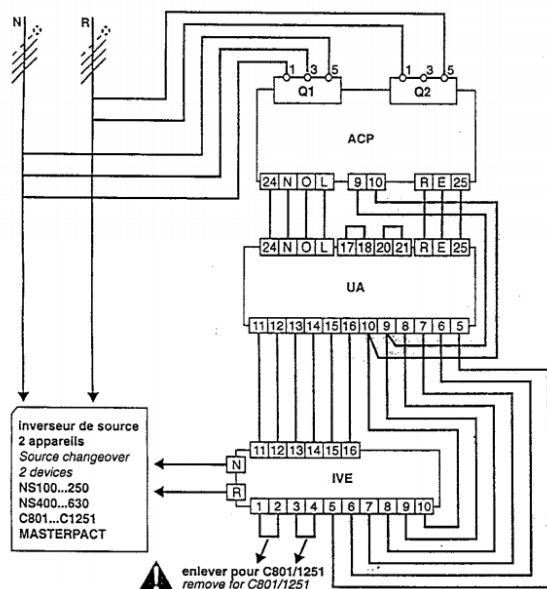 N R
1 3 5 1 3 5
Q1 Q2
ACP
24 N O L 9 10 R E 25
24 N O L 17 18 20 21 R E 25
UA
11 12 13 14 15 16 10 9 8 7 6 5
inverseur de source
2 appareils
Source changeover
2 devices
NS100...250
NS400...630
C801...C1251
MASTERPACT
11 12 13 14 15 16
N
IVE
R
1 2 3 4 5 6 7 8 9 10
enlever pour C801/1251
remove for C801/1251